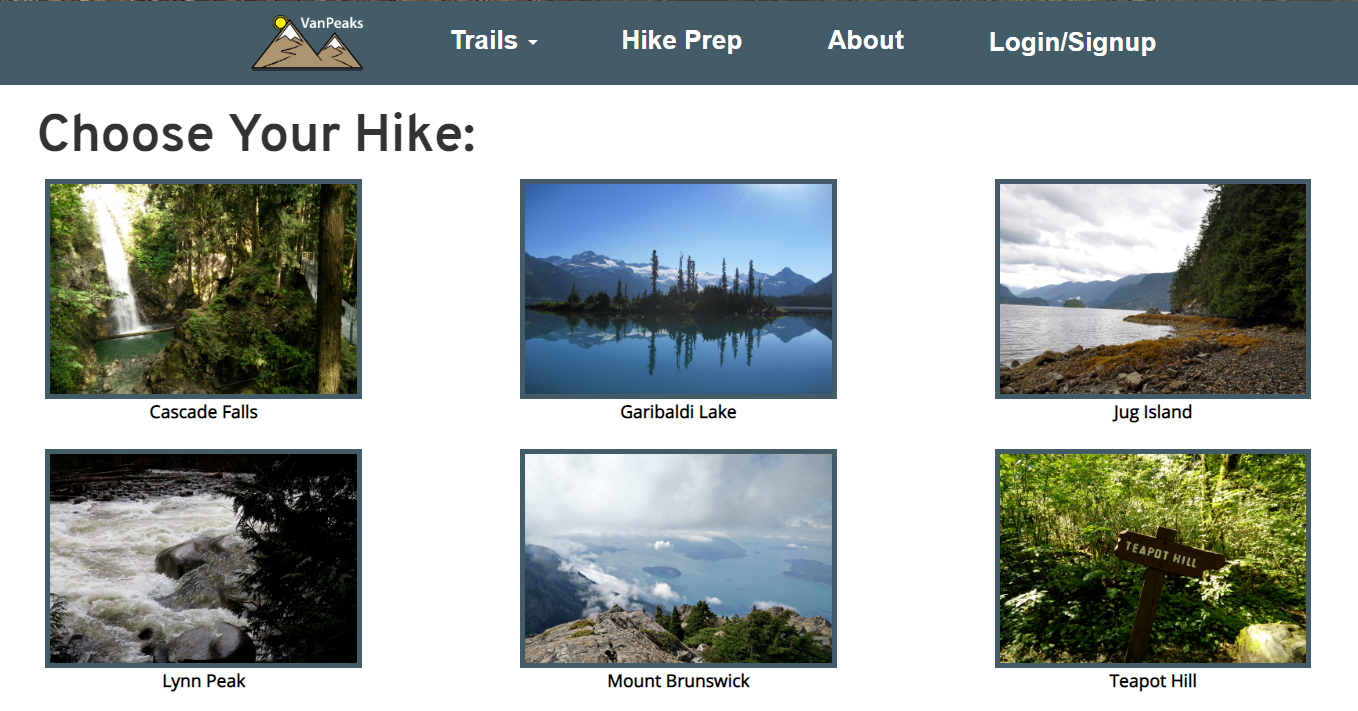 VanPeaks
Trails
Hike Prep
About
Login/Signup
Choose Your Hike:
Cascade Falls
Garibaldi Lake
Jug Island
TEAPOT HILL
Lynn Peak
Mount Brunswick
Teapot Hill